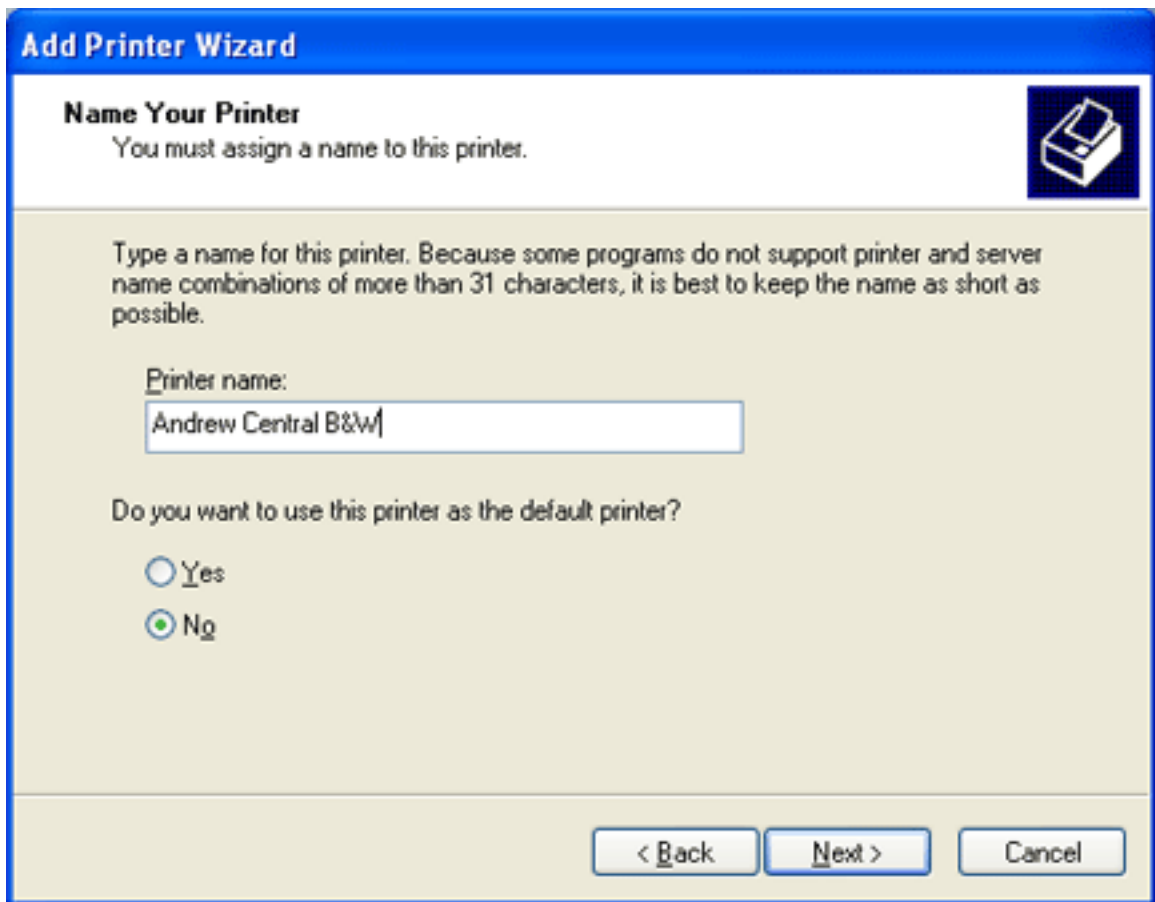 Add Printer Wizard
Name Your Printer
You must assign a name to this printer.
Type a name for this printer. Because some programs do not support printer and server
name combinations of more than 31 characters, it is best to keep the name as short as
possible.
Printer name:
Andrew Central B&W
Do you want to use this printer as the default printer?
Yes
No
< Back
Next >
Cancel